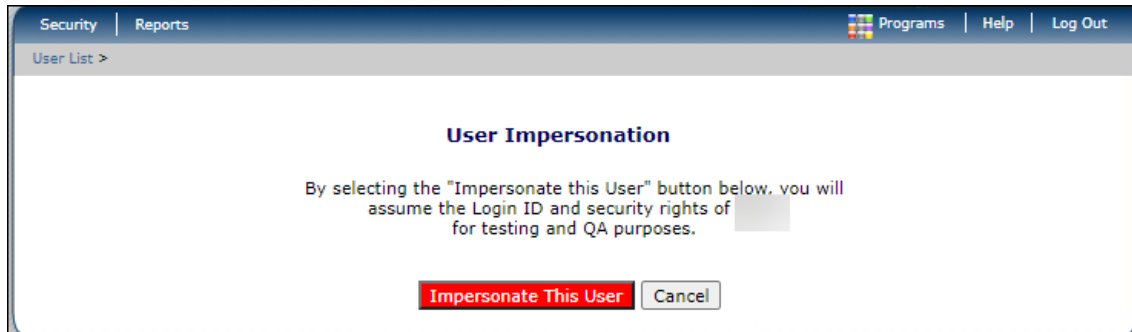 Security | Reports Programs | Help | Log Out
User List >
User Impersonation
By selecting the "Impersonate this User" button below, you will
assume the Login ID and security rights of
for testing and QA purposes.
Impersonate This User Cancel